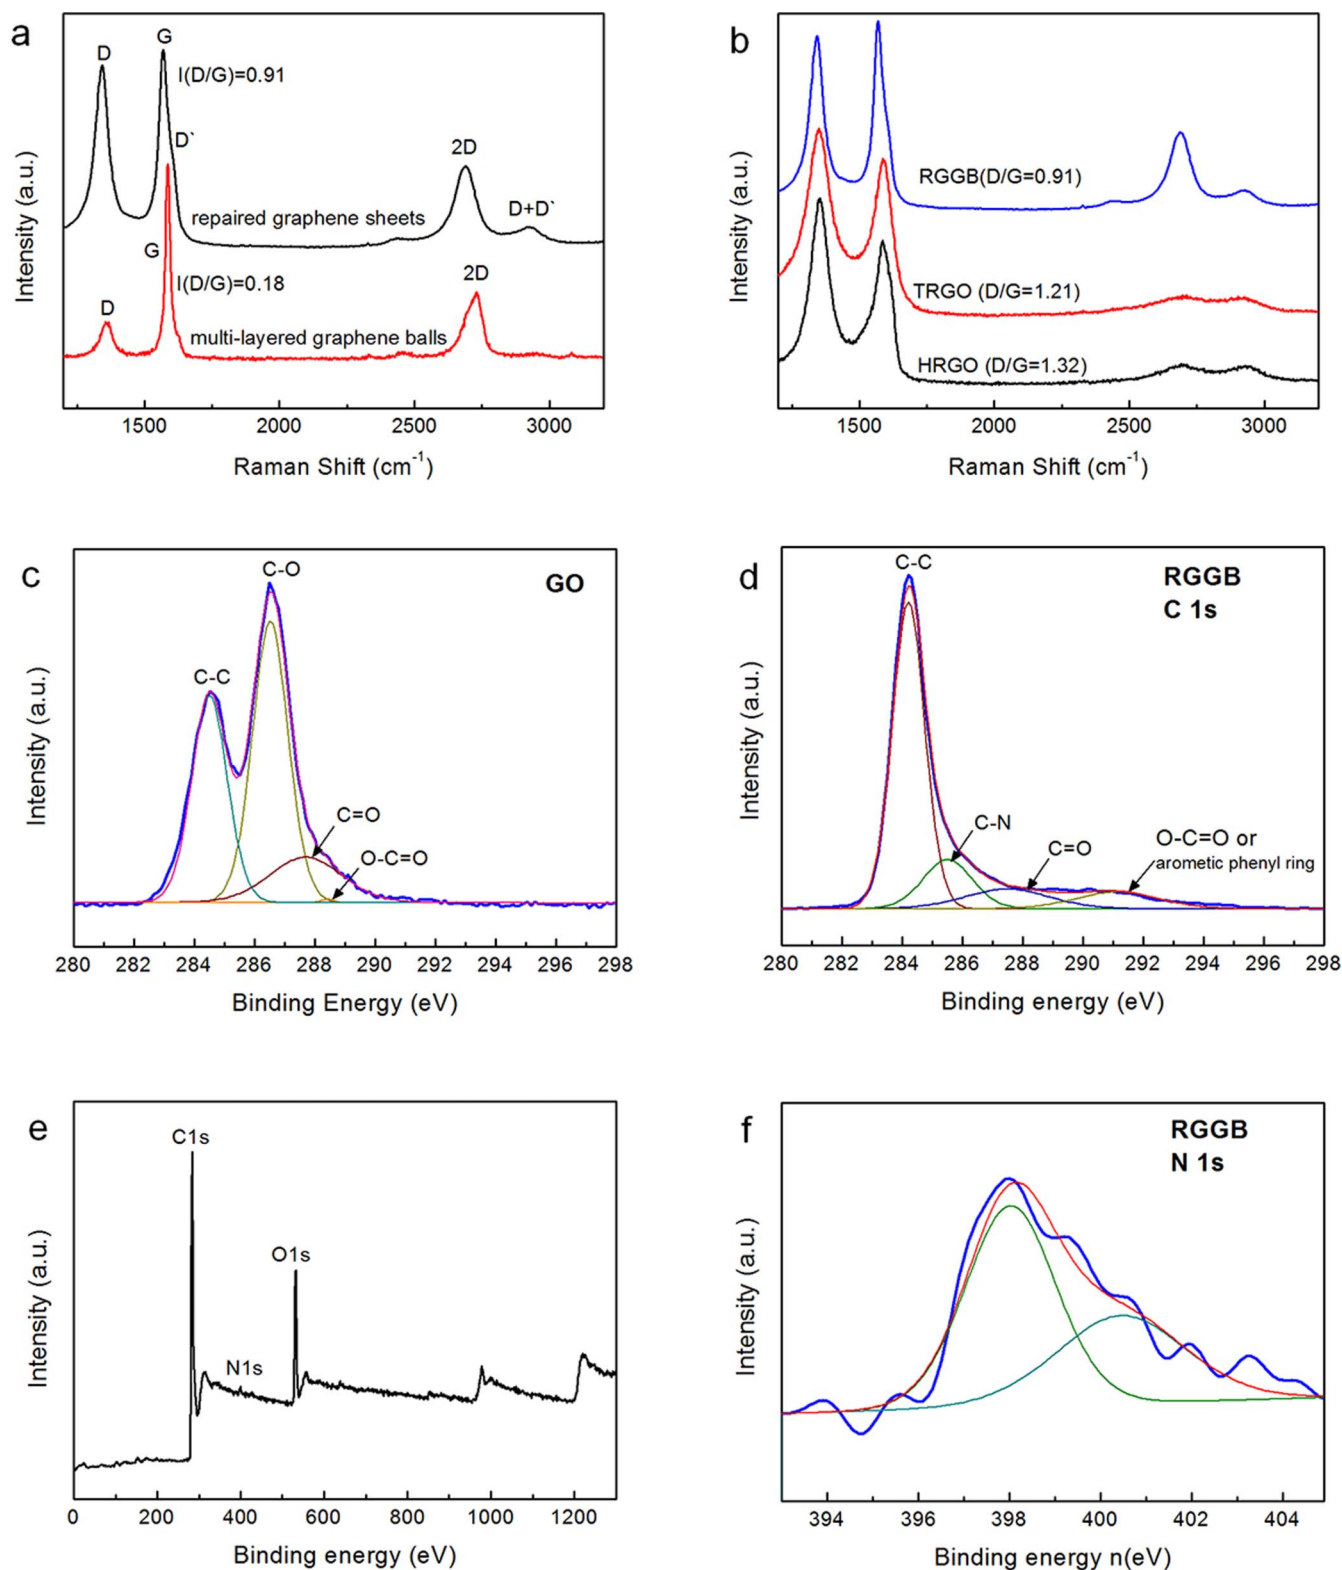 a
D
G
I(D/G)=0.91
D`
2D
D+D`
repaired graphene sheets
G
I(D/G)=0.18
2D
D
multi-layered graphene balls
Intensity (a.u.)
1500
2000
2500
3000
Raman Shift (cm-1)
b
RGGB(D/G=0.91)
TRGO (D/G=1.21)
HRGO (D/G=1.32)
Intensity (a.u.)
1500
2000
2500
3000
Raman Shift (cm-1)
c
C-O
GO
C-C
C=O
O-C=O
Intensity (a.u.)
280
282
284
286
288
290
292
294
296
298
Binding Energy (eV)
d
C-C
RGGB
C 1s
C-N
C=O
O-C=O or
arometic phenyl ring
Intensity (a.u.)
280
282
284
286
288
290
292
294
296
298
Binding energy (eV)
e
C1s
O1s
N1s
Intensity (a.u.)
0
200
400
600
800
1000
1200
Binding energy (eV)
f
RGGB
N 1s
Intensity (a.u.)
394
396
398
400
402
404
Binding energy n(eV)